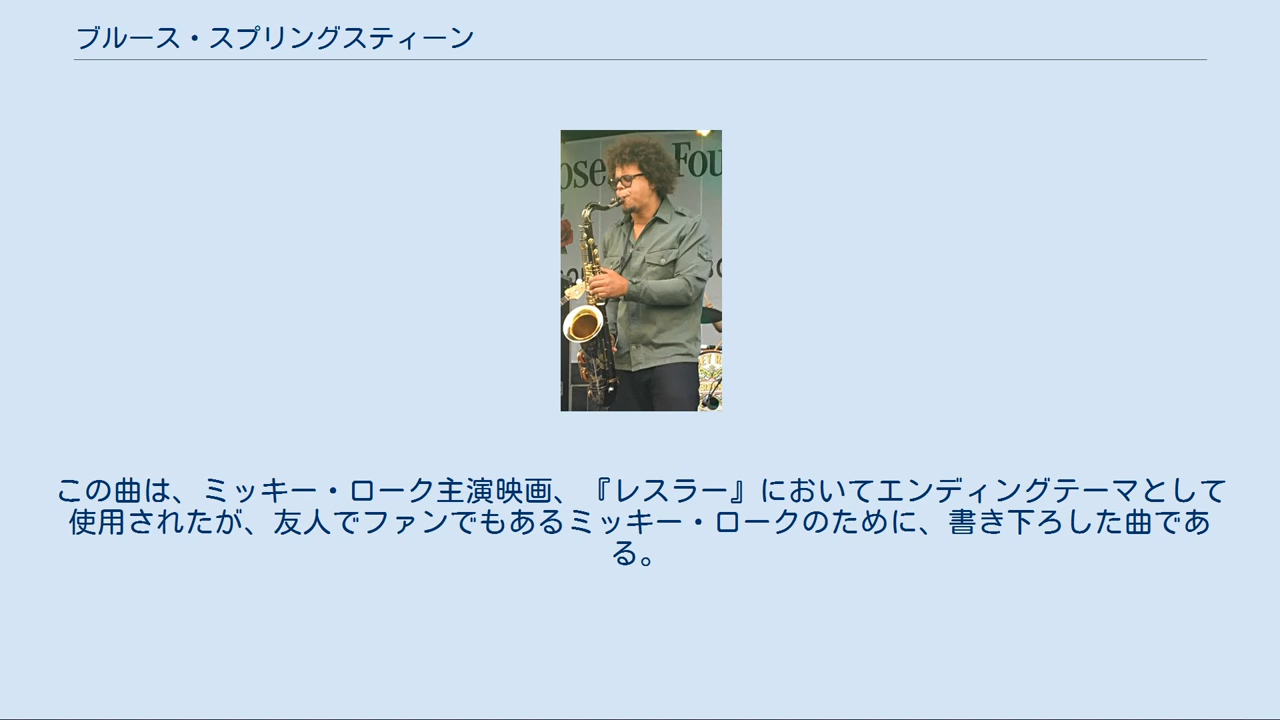 ブルース・スプリングスティーン
ose
Fou
この曲は、ミッキー・ローク主演映画、『レスラー』においてエンディングテーマとして
使用されたが、友人でファンでもあるミッキー・ロークのために、書き下ろした曲であ
る。